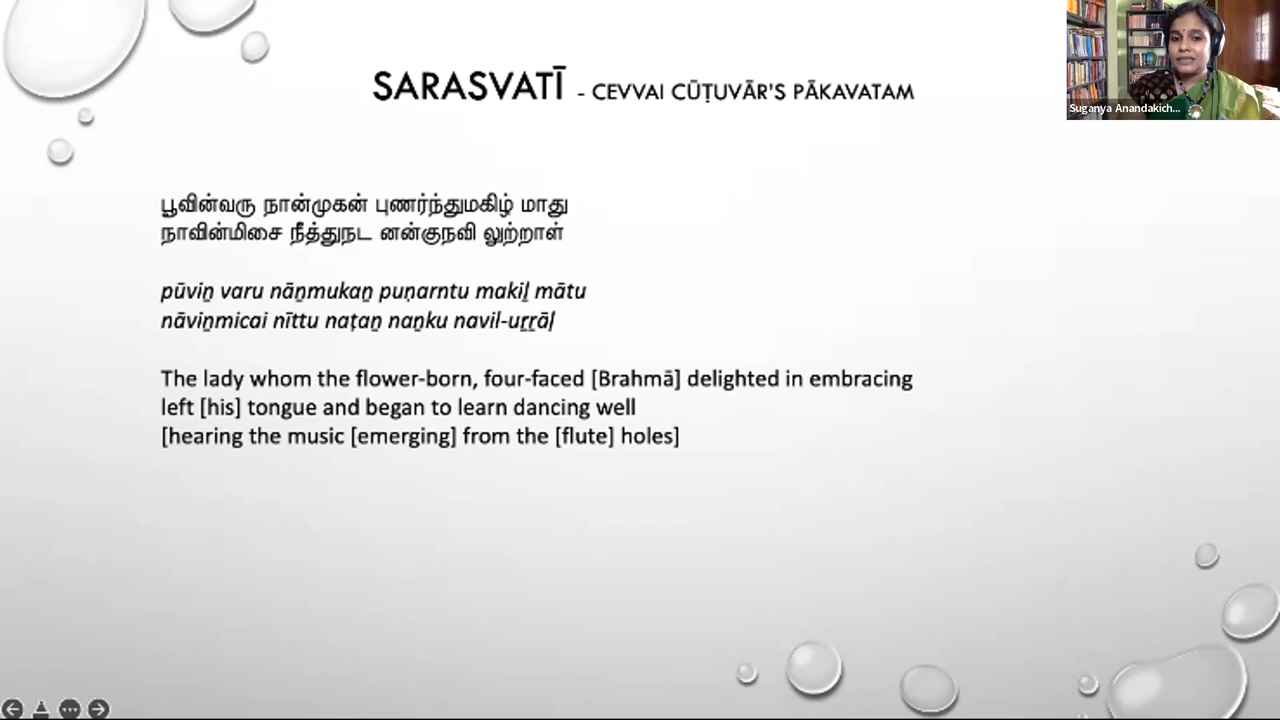 SARASVATĪ - CEVVAI CŪṬUVĀR'S PĀKAVATAM
Suganya Anandakich...
பூவின்வரு நான்முகன் புணர்ந்துமகிழ் மாது
நாவின்மிசை நீத்துநட னன்குநவி லுற்றாள்
pūviṉ varu nāṉmukaṉ puṇarntu makiḻ mātu
nāviṉmicai nīttu naṭaṉ naṉku navil-uṟṟāḷ
The lady whom the flower-born, four-faced [Brahmā] delighted in embracing
left [his] tongue and began to learn dancing well
[hearing the music [emerging] from the [flute] holes]